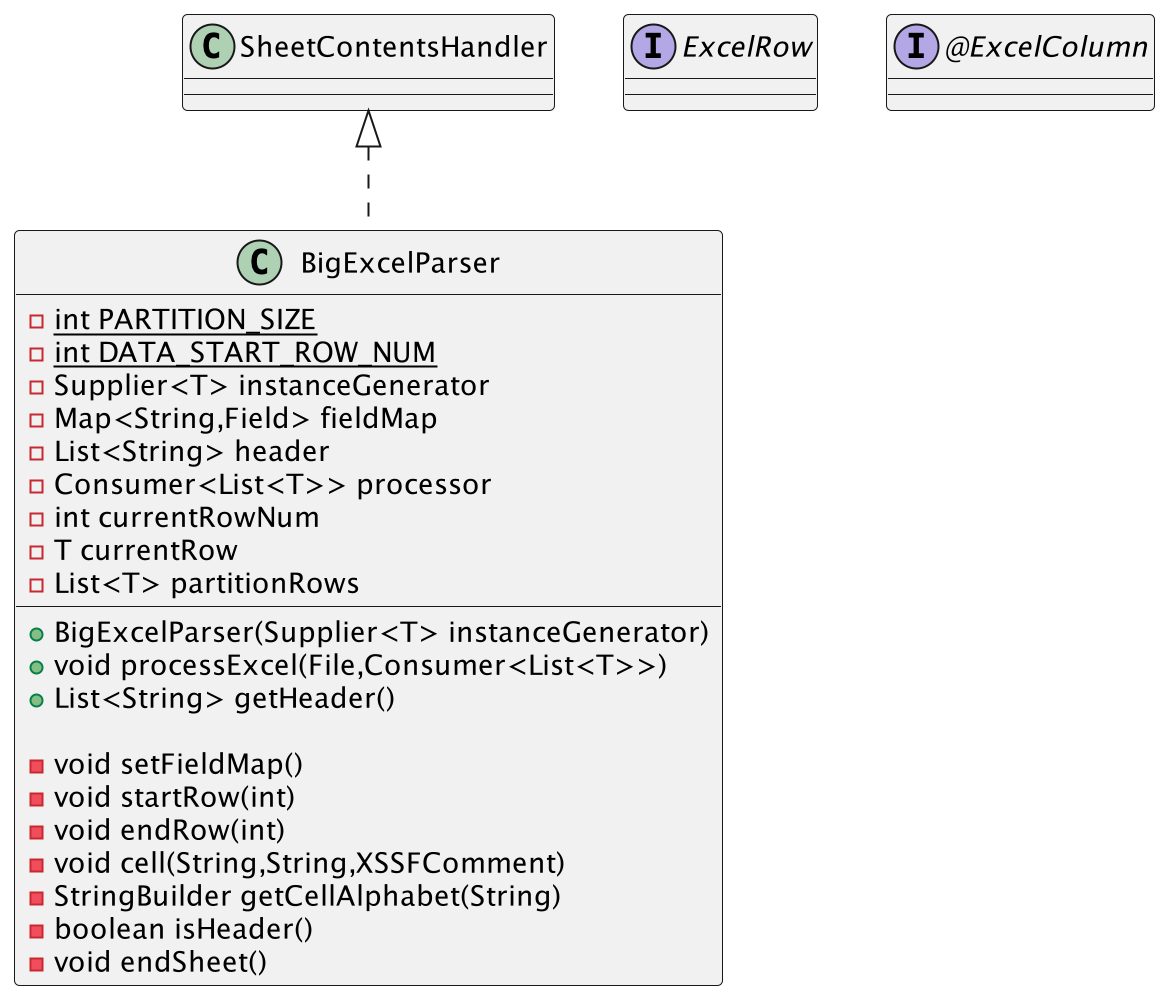 C SheetContentsHandler
I ExcelRow
I @ExcelColumn
C BigExcelParser
int PARTITION_SIZE
int DATA_START_ROW_NUM
Supplier<T> instanceGenerator
Map<String,Field> fieldMap
List<String> header
Consumer<List<T>> processor
int currentRowNum
T currentRow
List<T> partitionRows
BigExcelParser(Supplier<T> instanceGenerator)
void processExcel(File,Consumer<List<T>>)
List<String> getHeader()
void setFieldMap()
void startRow(int)
void endRow(int)
void cell(String,String,XSSFComment)
StringBuilder getCellAlphabet(String)
boolean isHeader()
void endSheet()